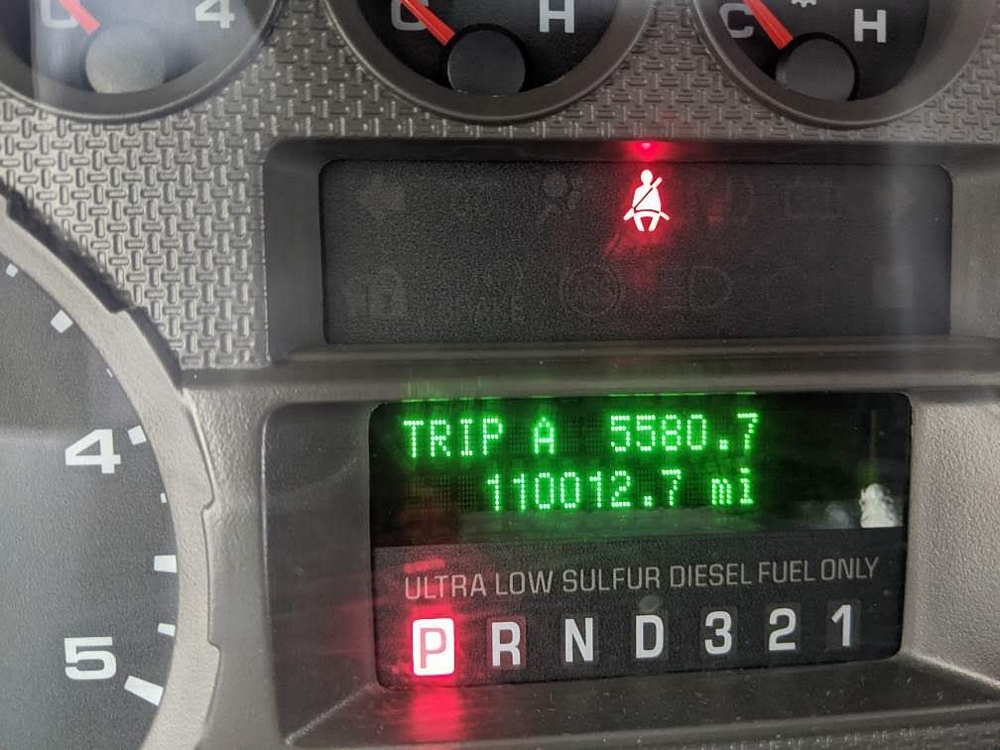 C 4
C H
C H
TRIP A 5580.7
110012.7 mi
4
ULTRA LOW SULFUR DIESEL FUEL ONLY
P R N D 3 2 1
5